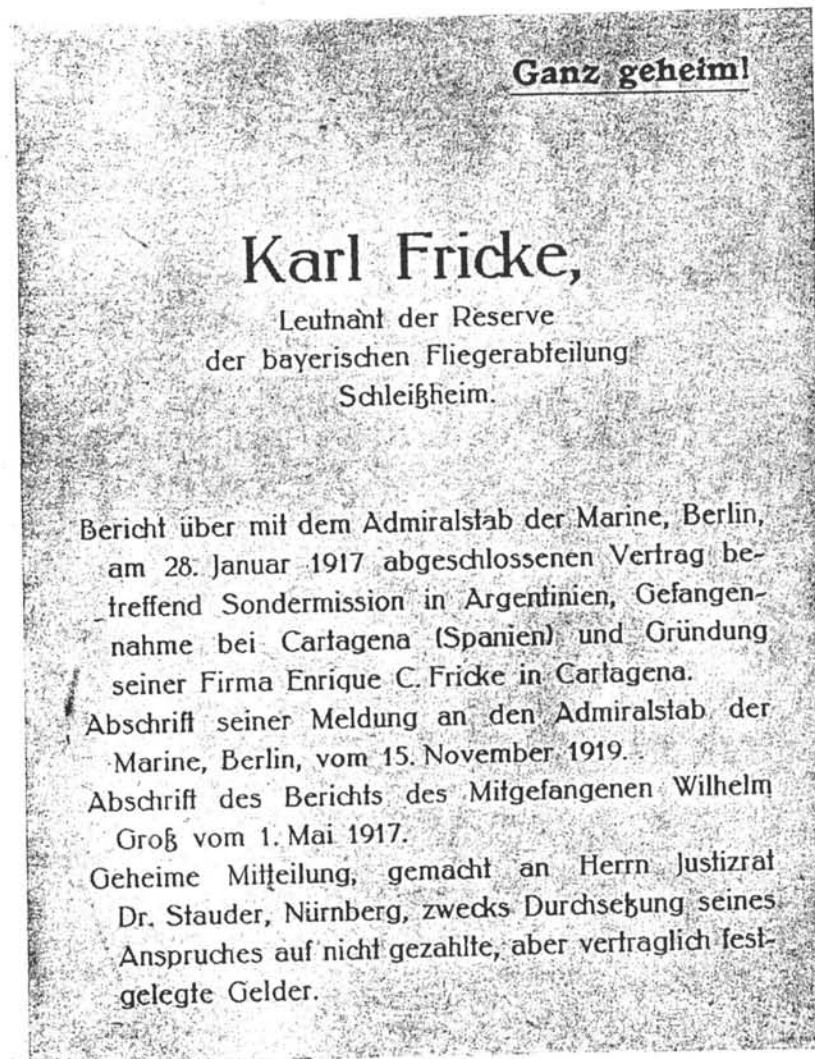 Ganz geheim!
Karl Fricke,
Leutnant der Reserve
der bayerischen Fliegerabteilung
Schleißheim.
Bericht über mit dem Admiralstab der Marine, Berlin,
am 28. Januar 1917 abgeschlossenen Vertrag be-
treffend Sondermission in Argentinien, Gefangen-
nahme bei Cartagena (Spanien) und Gründung
seiner Firma Enrique C. Fricke in Cartagena.
Abschrift seiner Meldung an den Admiralstab der
Marine, Berlin, vom 15. November 1919.
Abschrift des Berichts des Mitgefangenen Wilhelm
Groß vom 1. Mai 1917.
Geheime Mitteilung, gemacht an Herrn Justizrat
Dr. Stauder, Nürnberg, zwecks Durchsetzung seines
Anspruches auf nicht gezahlte, aber vertraglich fest-
gelegte Gelder.